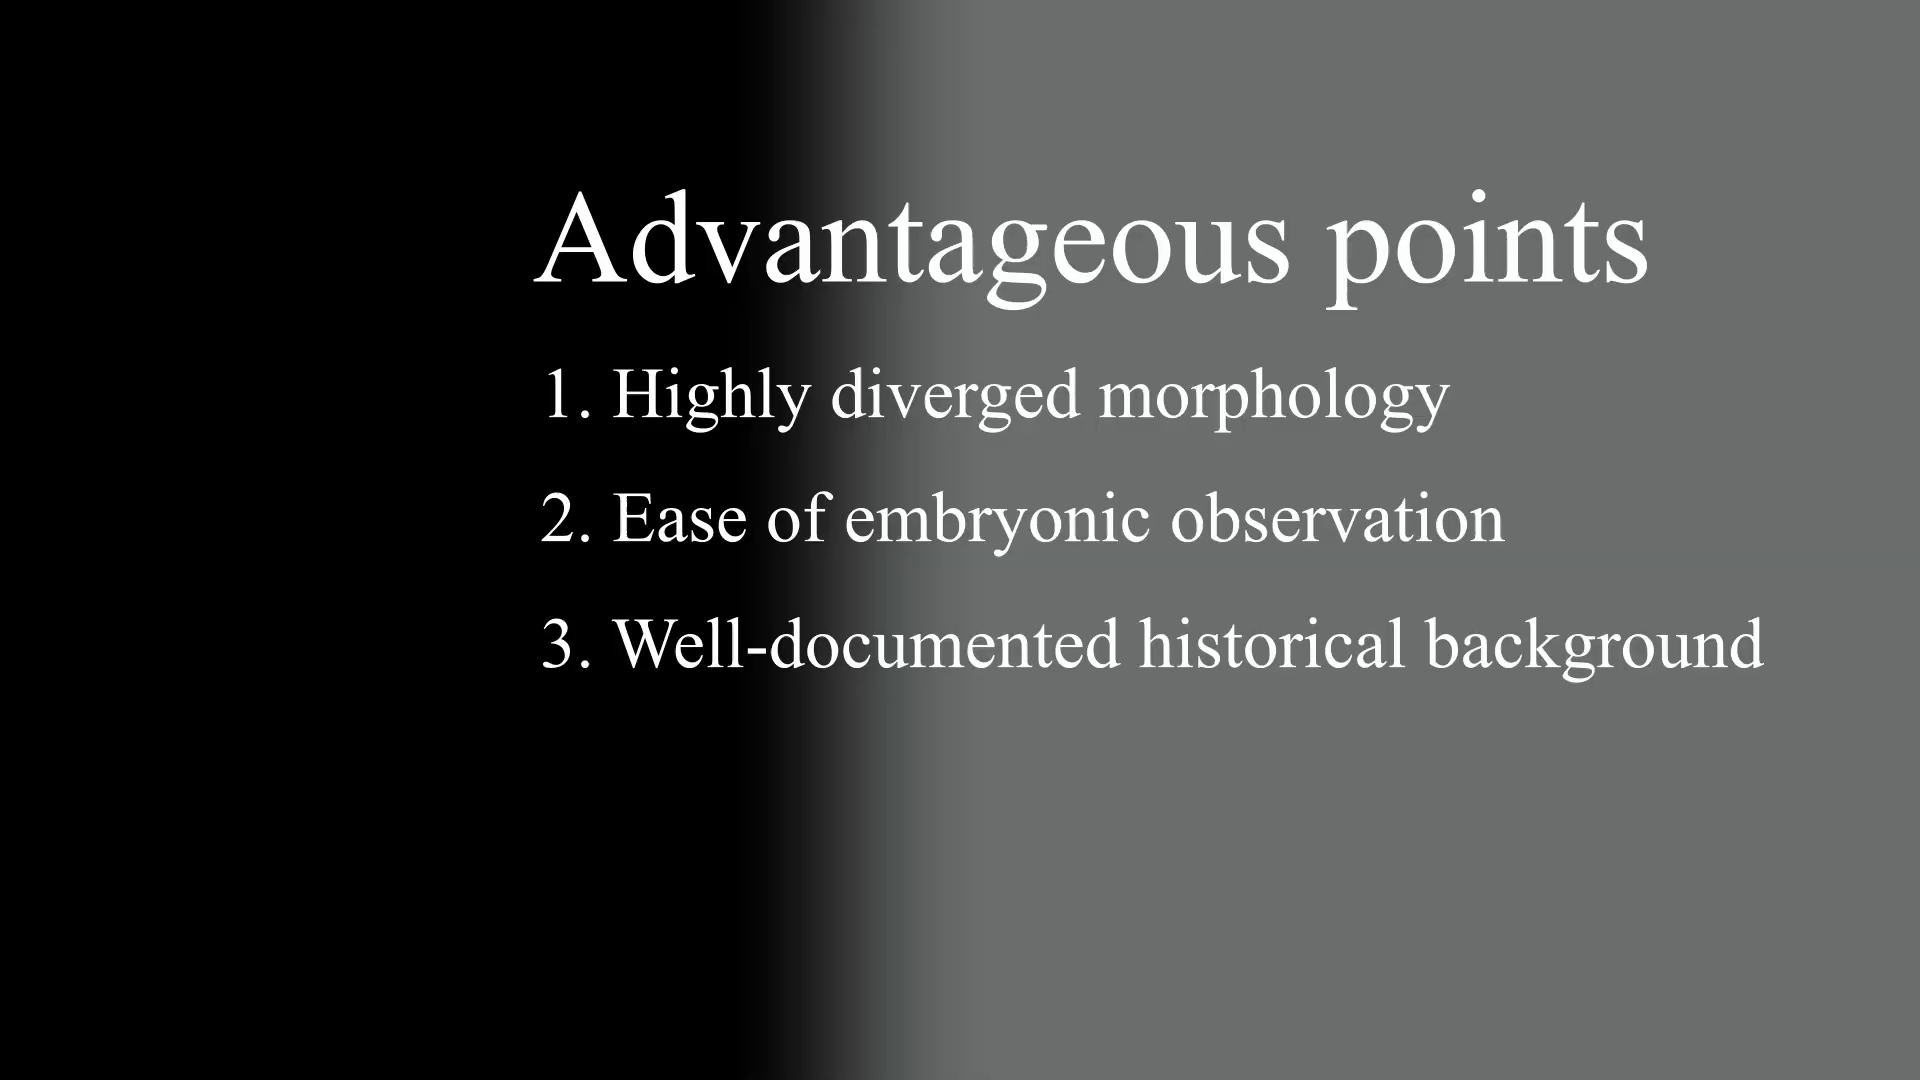 Advantageous points
1. Highly diverged morphology
2. Ease of embryonic observation
3. Well-documented historical background